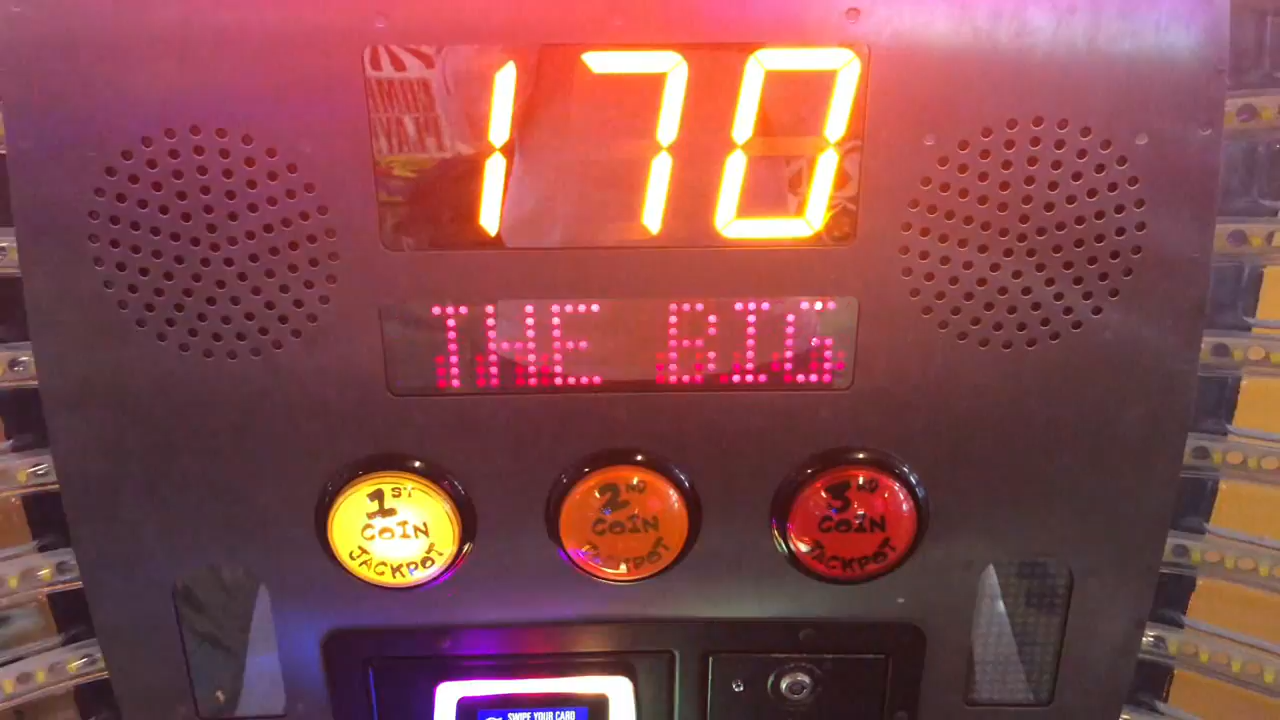 170
THE BIG
1ST
COIN
JACKPOT
2ND
COIN
JACKPOT
3RD
COIN
JACKPOT
SWIPE YOUR CARD